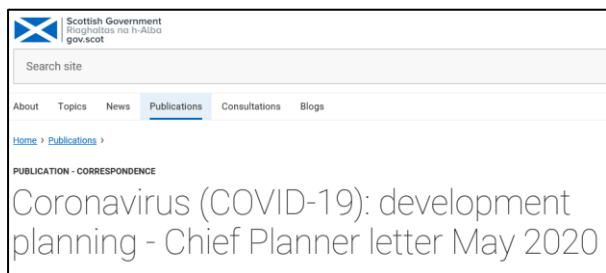 Scottish Government
Riaghaltas na h-Alba
gov.scot
Search site
About Topics News Publications Consultations Blogs
Home > Publications >
PUBLICATION - CORRESPONDENCE
Coronavirus (COVID-19): development
planning - Chief Planner letter May 2020